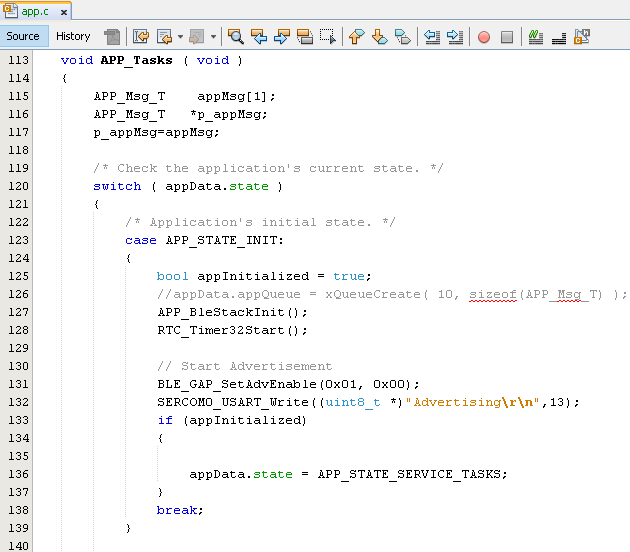 app.c x
Source History
113 void APP_Tasks ( void )
114 {
115 APP_Msg_T appMsg[1];
116 APP_Msg_T *p_appMsg;
117 p_appMsg=appMsg;
118
119 /* Check the application's current state. */
120 switch ( appData.state )
121 {
122 /* Application's initial state. */
123 case APP_STATE_INIT:
124 {
125 bool appInitialized = true;
126 //appData.appQueue = xQueueCreate( 10, sizeof(APP_Msg_T) );
127 APP_BleStackInit();
128 RTC_Timer32Start();
129
130 // Start Advertisement
131 BLE_GAP_SetAdvEnable(0x01, 0x00);
132 SERCOM0_USART_Write((uint8_t *)"Advertising\r\n",13);
133 if (appInitialized)
134 {
135
136 appData.state = APP_STATE_SERVICE_TASKS;
137 }
138 break;
139 }
140